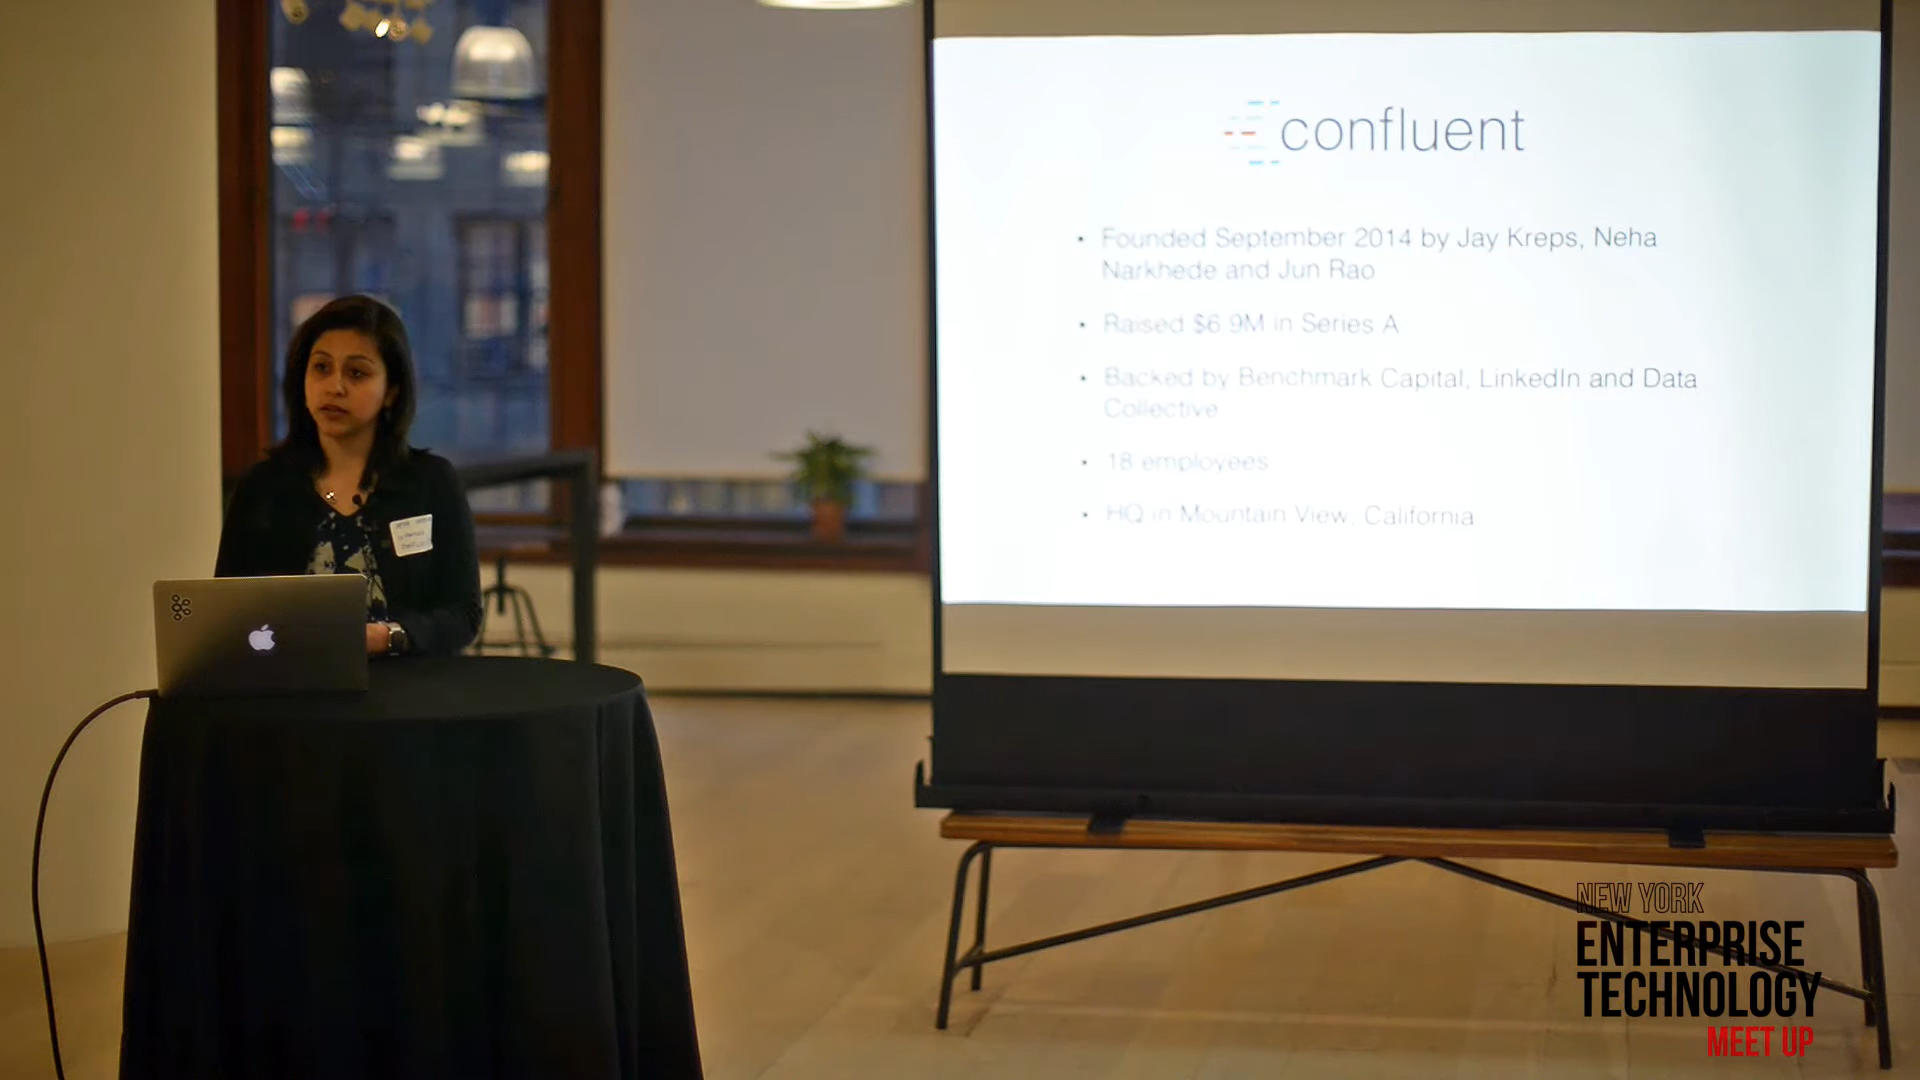 confluent
• Founded September 2014 by Jay Kreps, Neha
Narkhede and Jun Rao
• Raised $6.9M in Series A
• Backed by Benchmark Capital, LinkedIn and Data
Collective
• 18 employees
• HQ in Mountain View, California
NEW YORK
ENTERPRISE
TECHNOLOGY
MEET UP